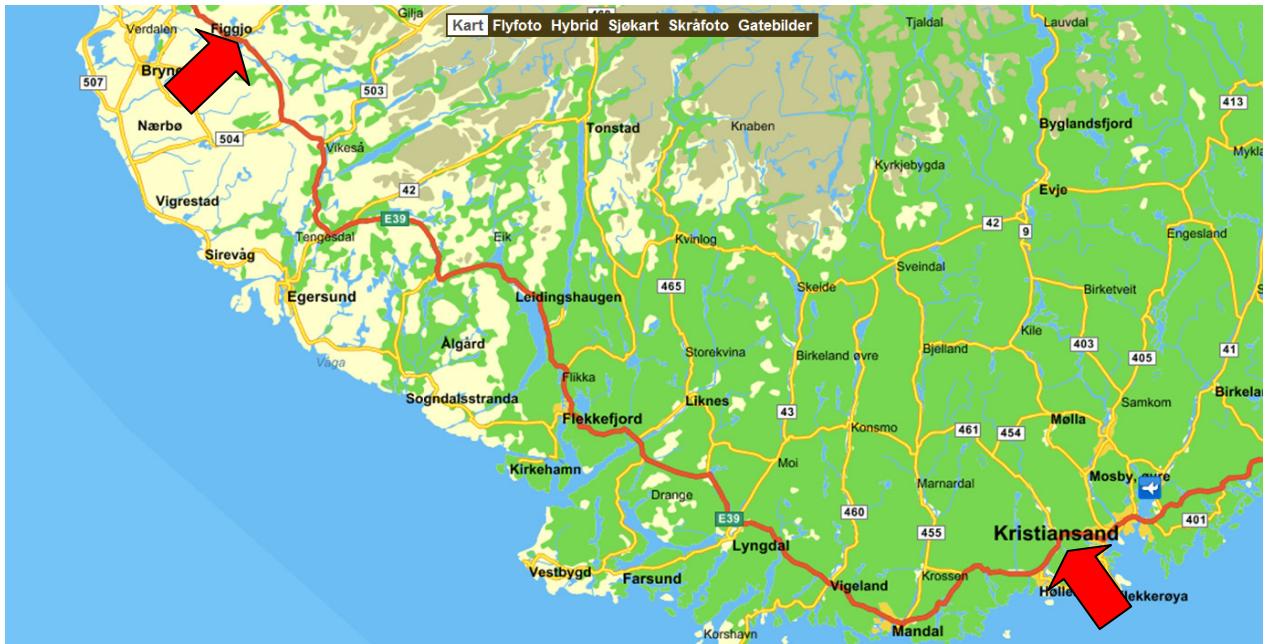 Gilja
Kart Flyfoto Hybrid Sjøkart Skråfoto Gatebilder
Tjaldal
Lauvdal
Verdalen
Figgjo
Bryne
507
503
413
Nærbø
504
Tonstad
Knaben
Byglandsfjord
Vikeså
Kyrkjebygda
42
Evje
Vigrestad
E39
Tengesdal
Eik
Kvinlog
42
9
Engesland
Sirevåg
Sveindal
Egersund
Leidingshaugen
465
Skeide
Birketveit
Kile
Våga
Ålgård
Storekvina
Birkeland øvre
Bjelland
403
405
41
Flikka
Sogndalsstranda
Liknes
Samkom
Flekkefjord
43
Konsmo
461
454
Mølla
Kirkehamn
Moi
Marnardal
Mosby, øvre
Drange
E39
460
455
401
Kristiansand
Lyngdal
Vestbygd
Farsund
Vigeland
Krossen
Korshavn
Mandal